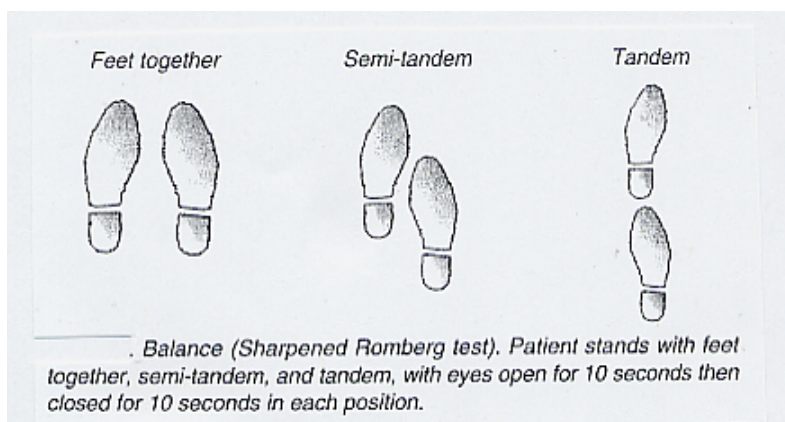 Feet together Semi-tandem Tandem
. Balance (Sharpened Romberg test). Patient stands with feet
together, semi-tandem, and tandem, with eyes open for 10 seconds then
closed for 10 seconds in each position.